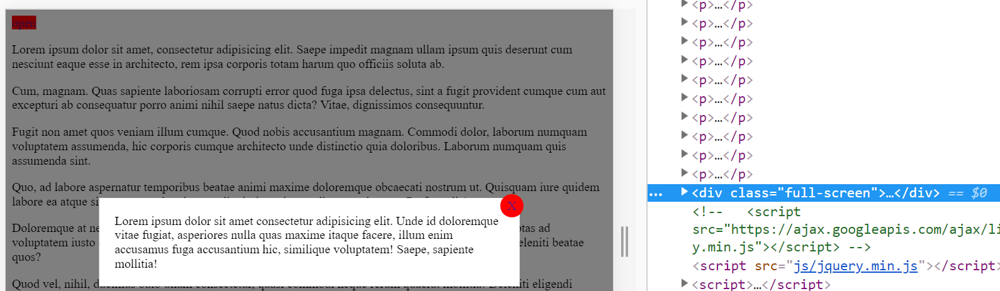 open
Lorem ipsum dolor sit amet, consectetur adipisicing elit. Saepe impedit magnam ullam ipsum quis deserunt cum
nesciunt eaque esse in architecto, rem ipsa corporis totam harum quo officiis soluta ab.
Cum, magnam. Quas sapiente laboriosam corrupti error quod fuga ipsa delectus, sint a fugit provident cumque cum aut
excepturi ab consequatur porro animi nihil saepe natus dicta? Vitae, dignissimos consequuntur.
Fugit non amet quos veniam illum cumque. Quod nobis accusantium magnam. Commodi dolor, laborum numquam
voluptatem assumenda, hic corporis cumque architecto unde distinctio quia doloribus. Laborum numquam quis
assumenda sint.
Quo, ad labore aspernatur temporibus beatae animi maxime doloremque obcaecati nostrum ut. Quisquam iure quidem
labore ea atque
X
Lorem ipsum dolor sit amet consectetur adipisicing elit. Unde id doloremque
vitae fugiat, asperiores nulla quas maxime itaque facere, illum enim
accusamus fuga accusantium hic, similique voluptatem! Saepe, sapiente
mollitia!
Doloremque at ad
voluptatem iusto beatae
quos?
Quod vel, nihil, eligendi
<p>…</p>
<p>…</p>
<p>…</p>
<p>…</p>
<p>…</p>
<p>…</p>
<p>…</p>
<p>…</p>
<p>…</p>
<p>…</p>
… <div class="full-screen">…</div> == $0
<!-- <script
src="https://ajax.googleapis.com/ajax/li
y.min.js"></script> -->
<script src="js/jquery.min.js"></script>
<script>…</script>